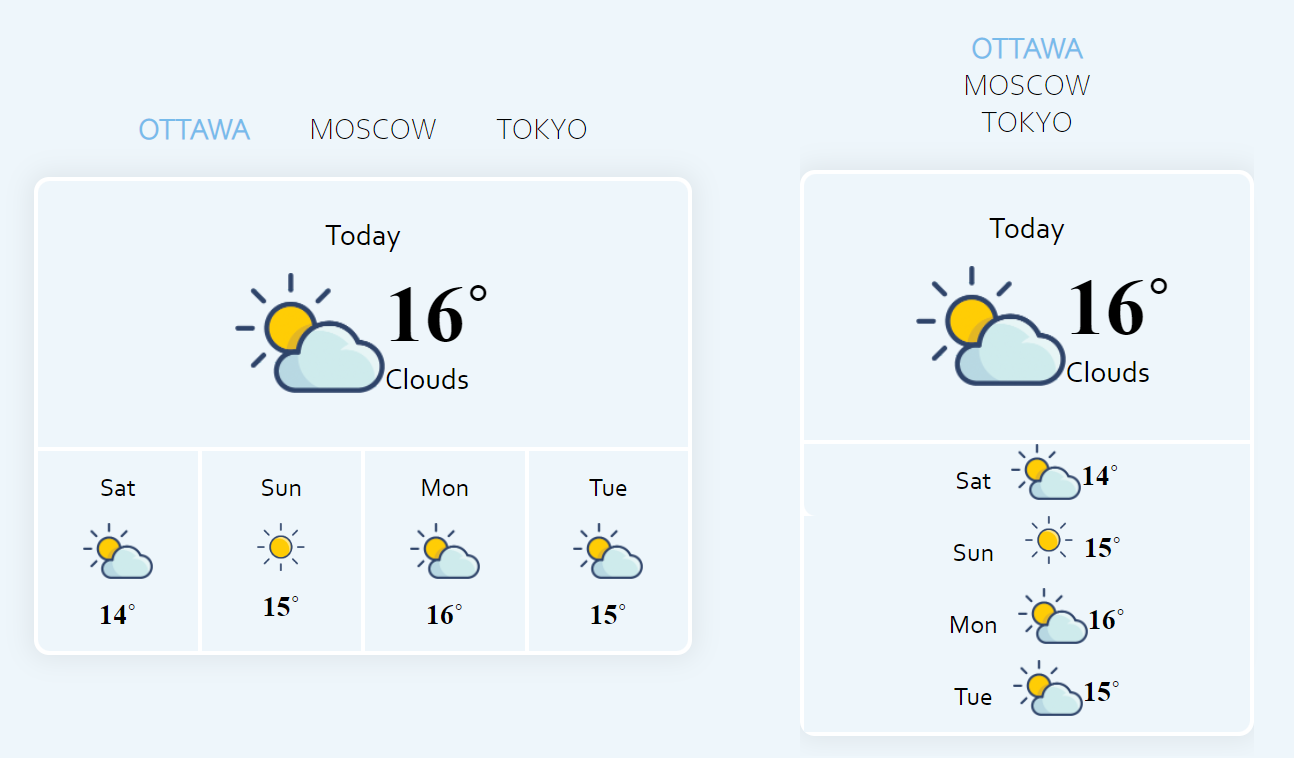 OTTAWA MOSCOW TOKYO
Today
16°
Clouds
Sat Sun Mon Tue
14° 15° 16° 15°
OTTAWA
MOSCOW
TOKYO
Today
16°
Clouds
Sat 14°
Sun 15°
Mon 16°
Tue 15°